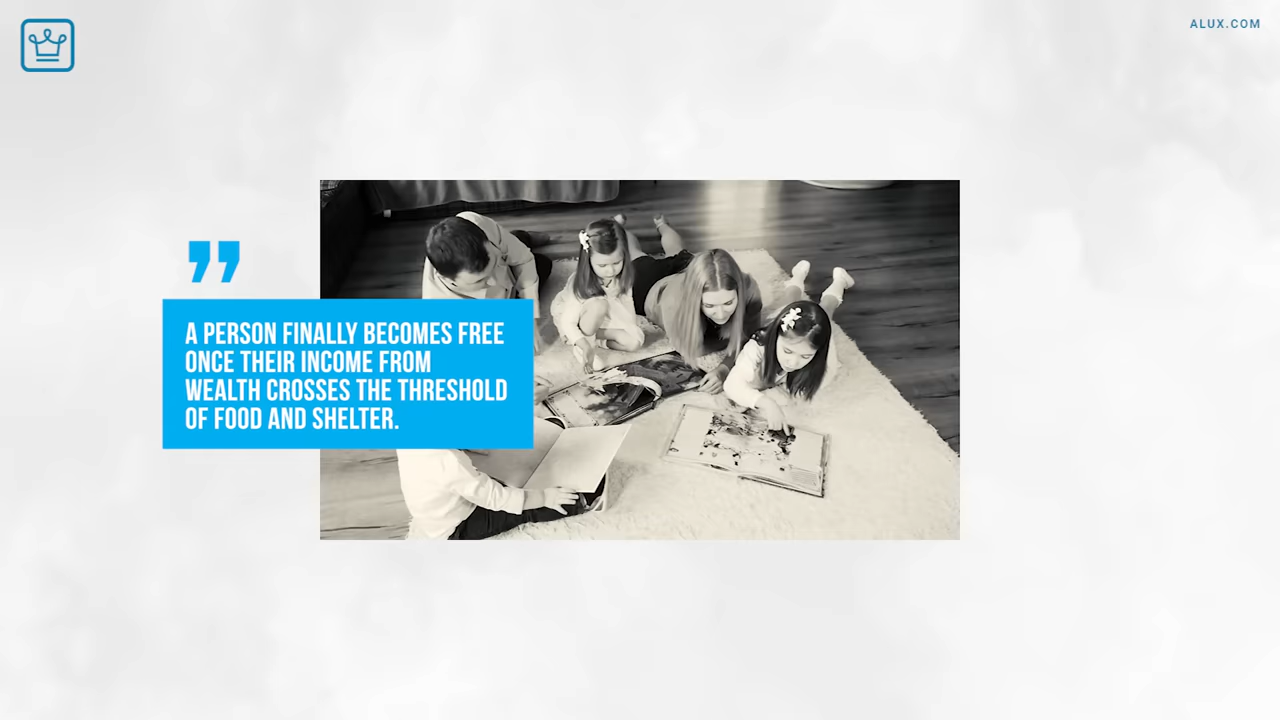 ALUX.COM
”
A PERSON FINALLY BECOMES FREE
ONCE THEIR INCOME FROM
WEALTH CROSSES THE THRESHOLD
OF FOOD AND SHELTER.